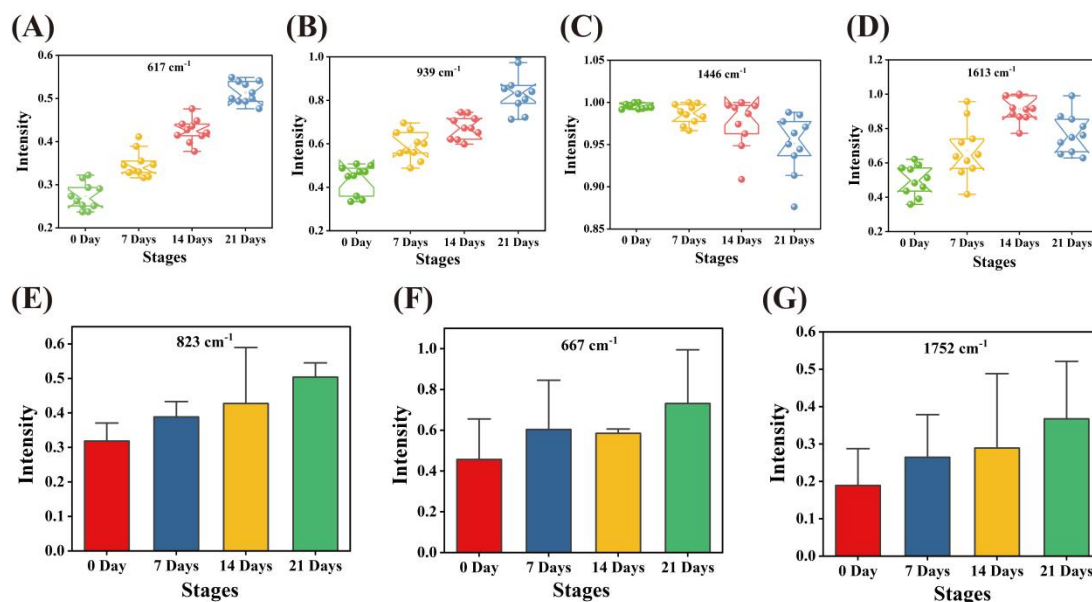 (A)
617 cm⁻¹
0.6
0.5
0.4
0.3
0.2
Intensity
0 Day 7 Days 14 Days 21 Days
Stages
(B)
939 cm⁻¹
1.0
0.8
0.6
0.4
0.2
Intensity
0 Day 7 Days 14 Days 21 Days
Stages
(C)
1446 cm⁻¹
1.05
1.00
0.95
0.90
0.85
Intensity
0 Day 7 Days 14 Days 21 Days
Stages
(D)
1613 cm⁻¹
1.2
1.0
0.8
0.6
0.4
0.2
Intensity
0 Day 7 Days 14 Days 21 Days
Stages
(E)
823 cm⁻¹
0.6
0.5
0.4
0.3
0.2
0.1
0.0
Intensity
0 Day 7 Days 14 Days 21 Days
Stages
(F)
667 cm⁻¹
1.0
0.8
0.6
0.4
0.2
0.0
Intensity
0 Day 7 Days 14 Days 21 Days
Stages
(G)
1752 cm⁻¹
0.6
0.5
0.4
0.3
0.2
0.1
0.0
Intensity
0 Day 7 Days 14 Days 21 Days
Stages